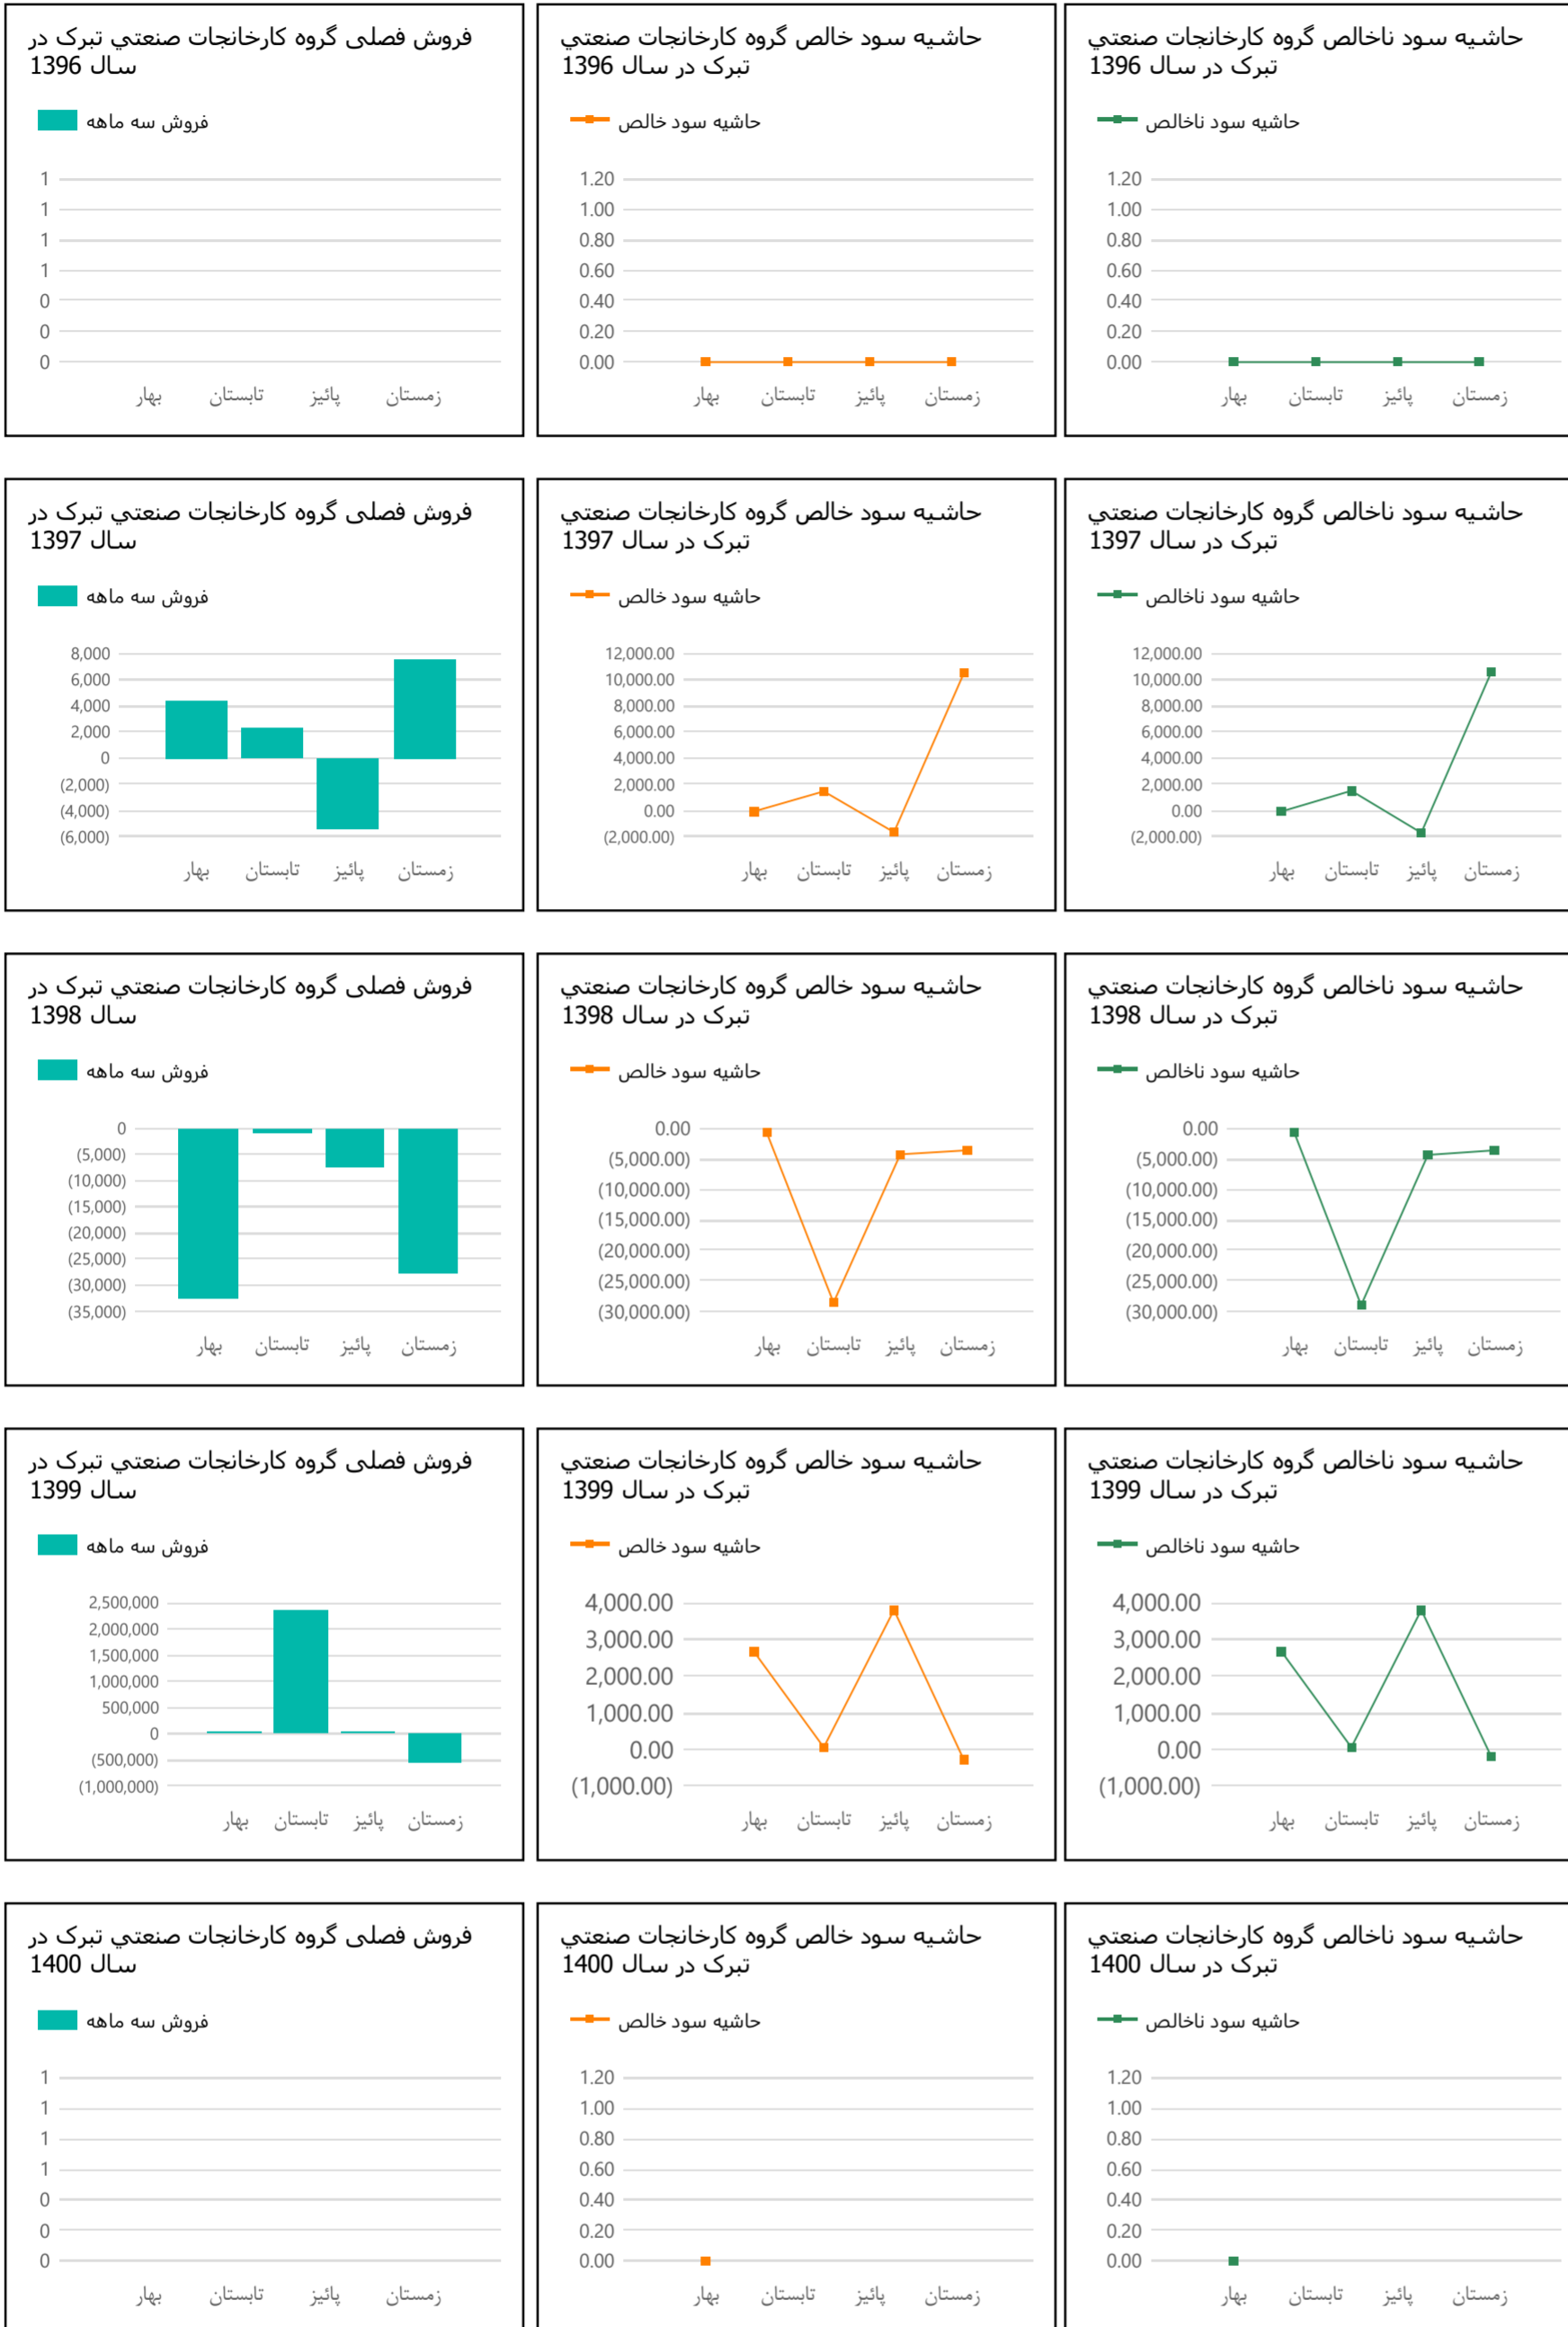 فروش فصلی گروه کارخانجات صنعتي تبرک در
سال 1396
فروش سه ماهه
1
1
1
1
0
0
0
بهار تابستان پائیز زمستان
حاشیه سود خالص گروه کارخانجات صنعتي
تبرک در سال 1396
حاشیه سود خالص
1.20
1.00
0.80
0.60
0.40
0.20
0.00
بهار تابستان پائیز زمستان
حاشیه سود ناخالص گروه کارخانجات صنعتي
تبرک در سال 1396
حاشیه سود ناخالص
1.20
1.00
0.80
0.60
0.40
0.20
0.00
بهار تابستان پائیز زمستان
فروش فصلی گروه کارخانجات صنعتي تبرک در
سال 1397
فروش سه ماهه
8,000
6,000
4,000
2,000
0
(2,000)
(4,000)
(6,000)
بهار تابستان پائیز زمستان
حاشیه سود خالص گروه کارخانجات صنعتي
تبرک در سال 1397
حاشیه سود خالص
12,000.00
10,000.00
8,000.00
6,000.00
4,000.00
2,000.00
0.00
(2,000.00)
بهار تابستان پائیز زمستان
حاشیه سود ناخالص گروه کارخانجات صنعتي
تبرک در سال 1397
حاشیه سود ناخالص
12,000.00
10,000.00
8,000.00
6,000.00
4,000.00
2,000.00
0.00
(2,000.00)
بهار تابستان پائیز زمستان
فروش فصلی گروه کارخانجات صنعتي تبرک در
سال 1398
فروش سه ماهه
0
(5,000)
(10,000)
(15,000)
(20,000)
(25,000)
(30,000)
(35,000)
بهار تابستان پائیز زمستان
حاشیه سود خالص گروه کارخانجات صنعتي
تبرک در سال 1398
حاشیه سود خالص
0.00
(5,000.00)
(10,000.00)
(15,000.00)
(20,000.00)
(25,000.00)
(30,000.00)
بهار تابستان پائیز زمستان
حاشیه سود ناخالص گروه کارخانجات صنعتي
تبرک در سال 1398
حاشیه سود ناخالص
0.00
(5,000.00)
(10,000.00)
(15,000.00)
(20,000.00)
(25,000.00)
(30,000.00)
بهار تابستان پائیز زمستان
فروش فصلی گروه کارخانجات صنعتي تبرک در
سال 1399
فروش سه ماهه
2,500,000
2,000,000
1,500,000
1,000,000
500,000
0
(500,000)
(1,000,000)
بهار تابستان پائیز زمستان
حاشیه سود خالص گروه کارخانجات صنعتي
تبرک در سال 1399
حاشیه سود خالص
4,000.00
3,000.00
2,000.00
1,000.00
0.00
(1,000.00)
بهار تابستان پائیز زمستان
حاشیه سود ناخالص گروه کارخانجات صنعتي
تبرک در سال 1399
حاشیه سود ناخالص
4,000.00
3,000.00
2,000.00
1,000.00
0.00
(1,000.00)
بهار تابستان پائیز زمستان
فروش فصلی گروه کارخانجات صنعتي تبرک در
سال 1400
فروش سه ماهه
1
1
1
1
0
0
0
بهار تابستان پائیز زمستان
حاشیه سود خالص گروه کارخانجات صنعتي
تبرک در سال 1400
حاشیه سود خالص
1.20
1.00
0.80
0.60
0.40
0.20
0.00
بهار تابستان پائیز زمستان
حاشیه سود ناخالص گروه کارخانجات صنعتي
تبرک در سال 1400
حاشیه سود ناخالص
1.20
1.00
0.80
0.60
0.40
0.20
0.00
بهار تابستان پائیز زمستان